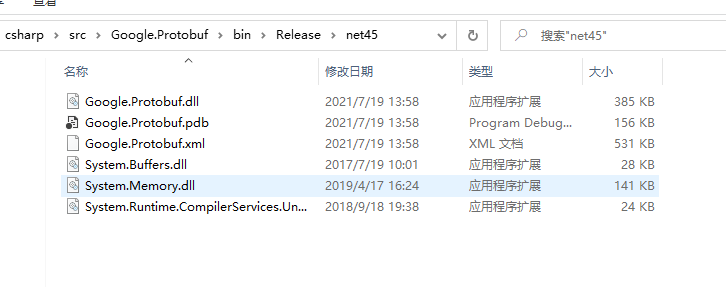 查看
csharp › src › Google.Protobuf › bin › Release › net45
搜索"net45"
名称 修改日期 类型 大小
Google.Protobuf.dll 2021/7/19 13:58 应用程序扩展 385 KB
Google.Protobuf.pdb 2021/7/19 13:58 Program Debug... 156 KB
Google.Protobuf.xml 2021/7/19 13:58 XML 文档 531 KB
System.Buffers.dll 2017/7/19 10:01 应用程序扩展 28 KB
System.Memory.dll 2019/4/17 16:24 应用程序扩展 141 KB
System.Runtime.CompilerServices.Un... 2018/9/18 19:38 应用程序扩展 24 KB